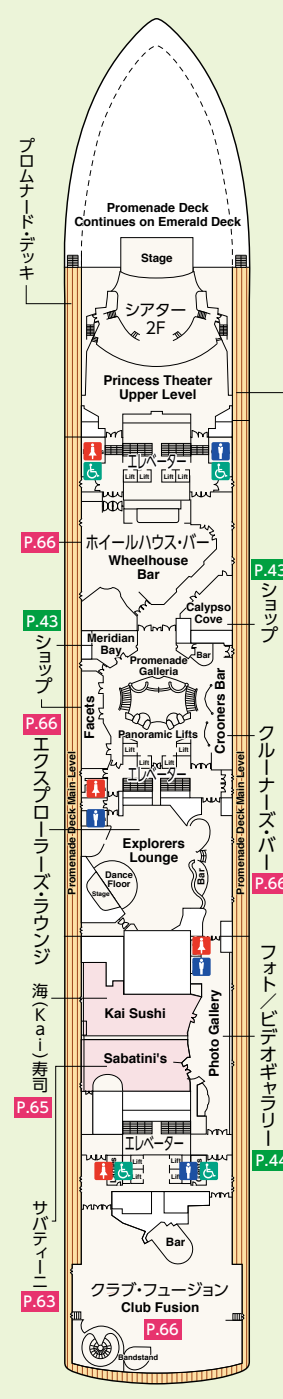 プロムナード・デッキ
Promenade Deck
Continues on Emerald Deck
Stage
シアター
2F
Princess Theater
Upper Level
エレベーター
Lift Lift Lift Lift
P.66
ホイールハウス・バー
Wheelhouse
Bar
P.43
ショップ
P.43
ショップ
Calypso
Cove
Meridian
Bay
Bar
Promenade
Galleria
Facets
Crooners Bar
Panoramic Lifts
Lift Lift
Lift Lift
エレベーター
P.66
エクスプローラーズ・ラウンジ
クルーナーズ・バー
P.66
Promenade Deck Main Level
Promenade Deck Main Level
Explorers
Lounge
Dance
Floor
Stage
Bar
海(Kai)寿司
P.65
Kai Sushi
Sabatini's
Photo Gallery
フォト/ビデオギャラリー
P.44
エレベーター
Lift Lift
Lift Lift
サバティーニ
P.63
Bar
クラブ・フュージョン
Club Fusion
P.66
Bandstand